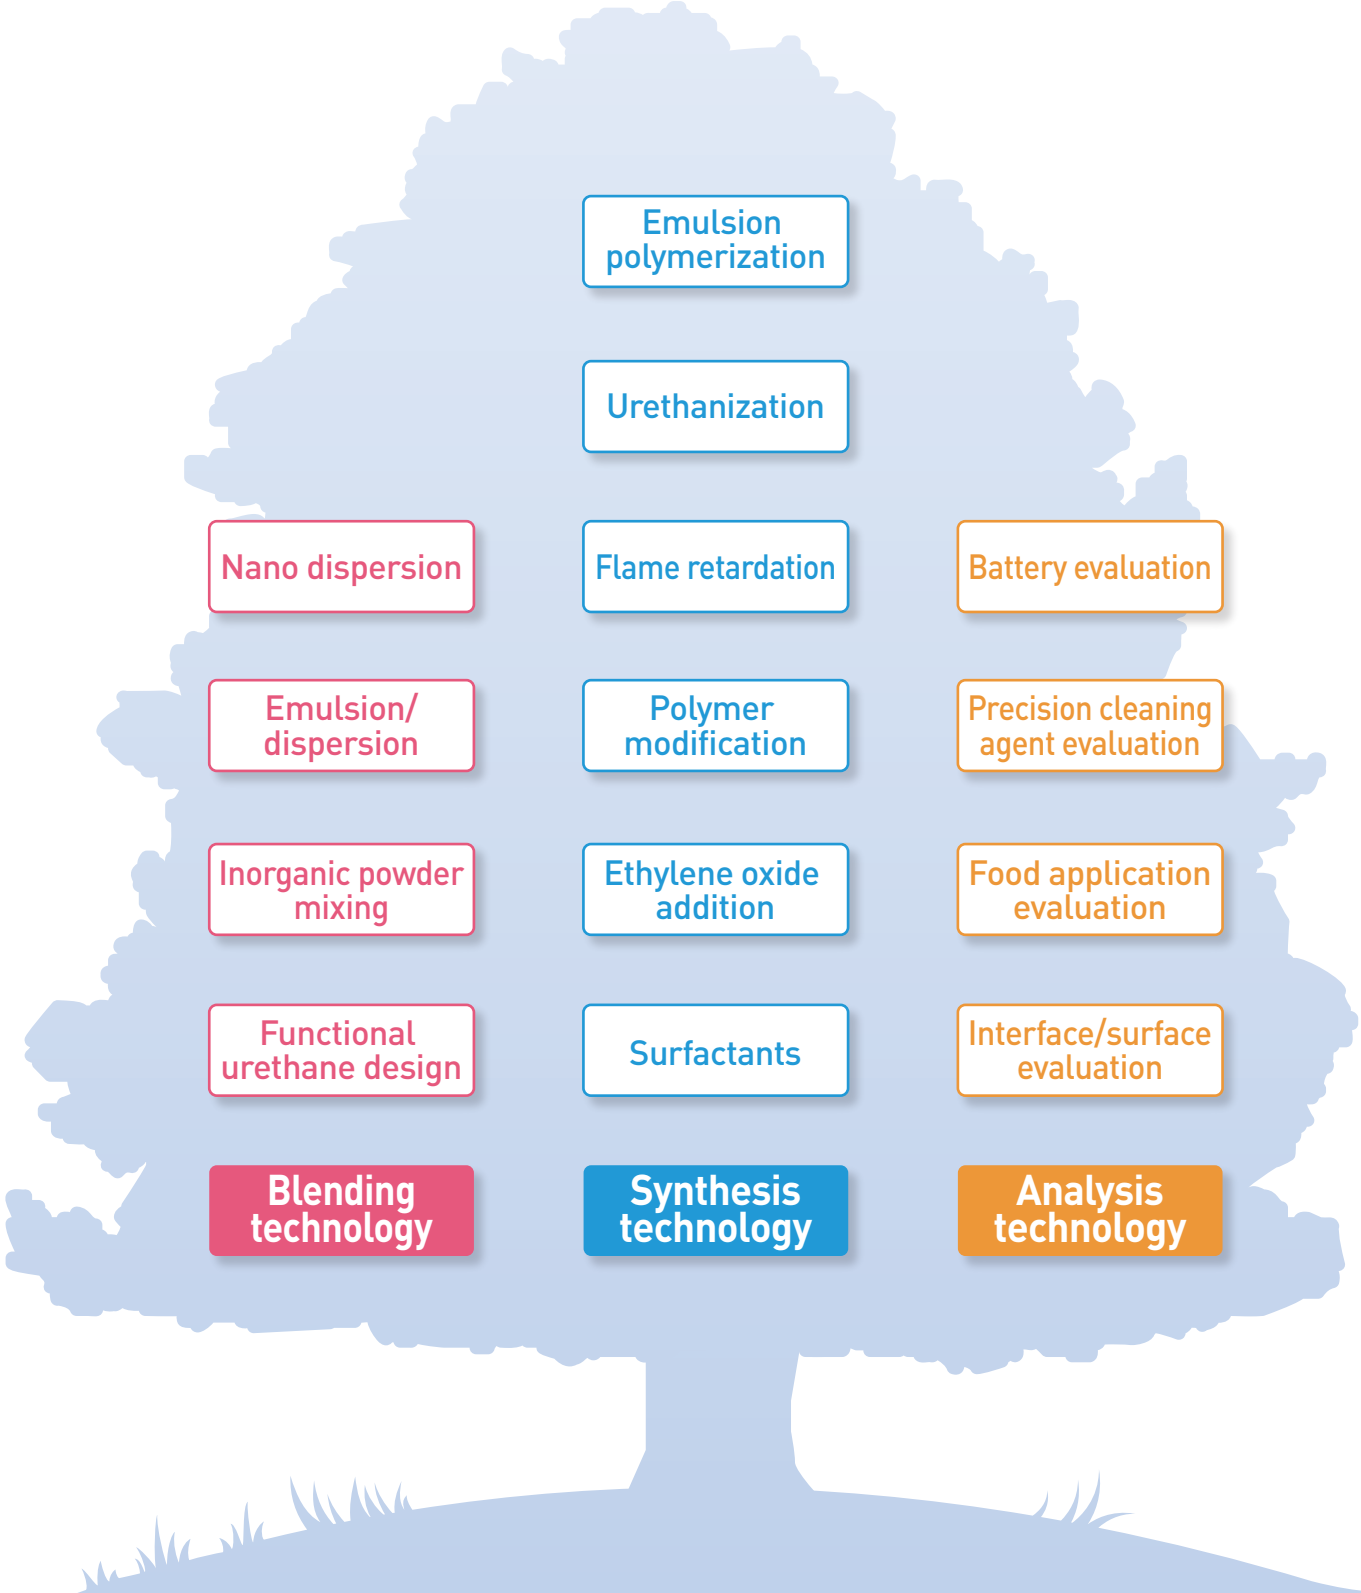 Emulsion
polymerization
Urethanization
Nano dispersion
Flame retardation
Battery evaluation
Emulsion/
dispersion
Polymer
modification
Precision cleaning
agent evaluation
Inorganic powder
mixing
Ethylene oxide
addition
Food application
evaluation
Functional
urethane design
Surfactants
Interface/surface
evaluation
Blending
technology
Synthesis
technology
Analysis
technology